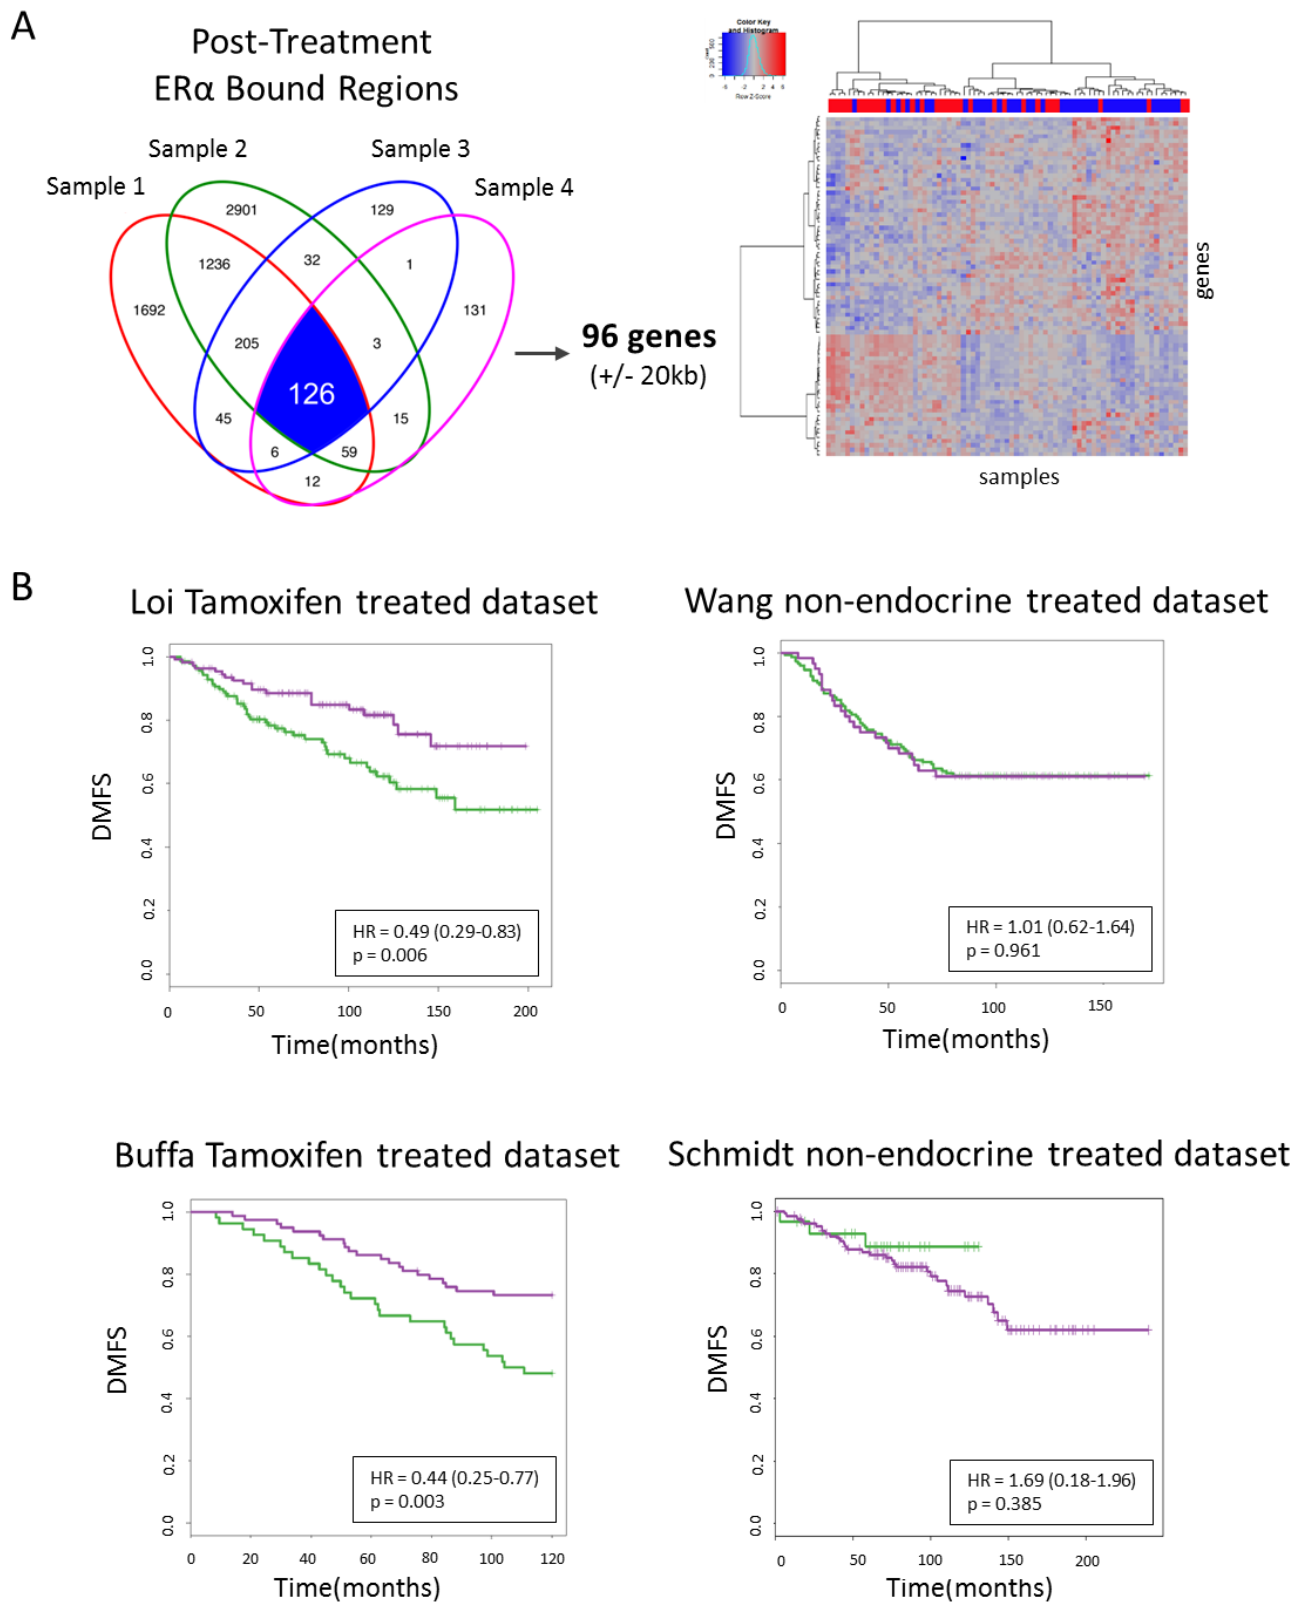 A
Post-Treatment
ERα Bound Regions
Sample 2
Sample 3
Sample 1
Sample 4
2901
129
1236
32
1
1692
131
205
3
126
45
15
6
59
12
96 genes
(+/- 20kb)
Color Key
and Histogram
-6 -2 0 2 4 6
Row Z-Score
genes
samples
B
Loi Tamoxifen treated dataset
1.0
0.8
0.6
0.4
0.2
0.0
DMFS
HR = 0.49 (0.29-0.83)
p = 0.006
0 50 100 150 200
Time(months)
Wang non-endocrine treated dataset
1.0
0.8
0.6
0.4
0.2
0.0
DMFS
HR = 1.01 (0.62-1.64)
p = 0.961
0 50 100 150
Time(months)
Buffa Tamoxifen treated dataset
1.0
0.8
0.6
0.4
0.2
0.0
DMFS
HR = 0.44 (0.25-0.77)
p = 0.003
0 20 40 60 80 100 120
Time(months)
Schmidt non-endocrine treated dataset
1.0
0.8
0.6
0.4
0.2
0.0
DMFS
HR = 1.69 (0.18-1.96)
p = 0.385
0 50 100 150 200
Time(months)